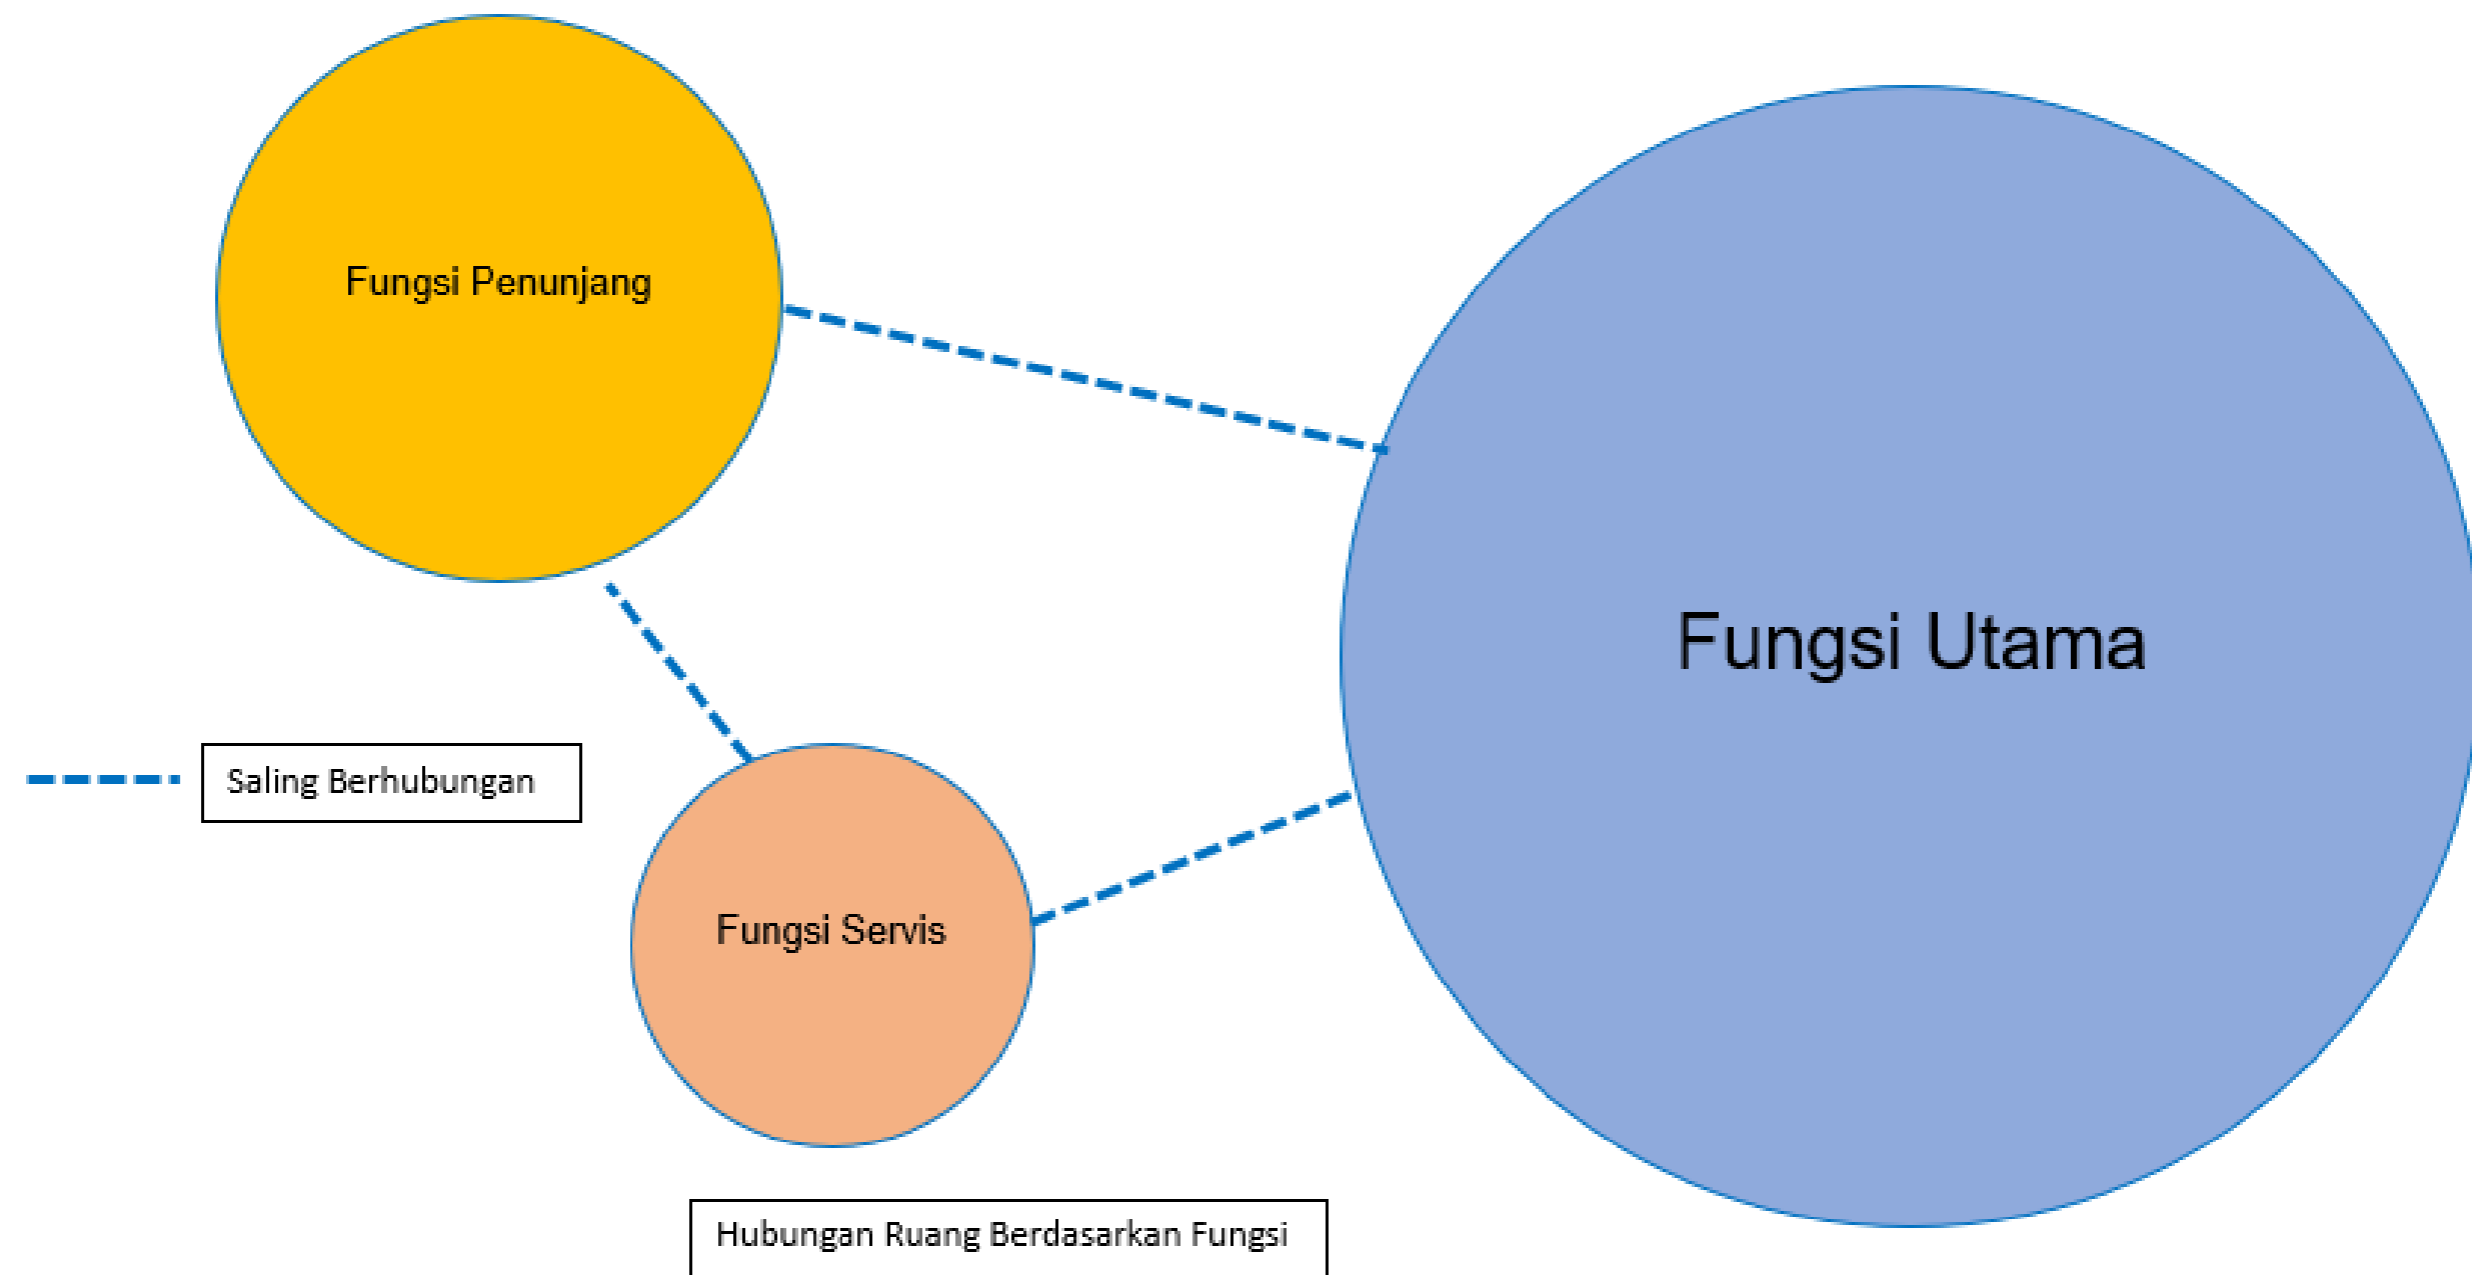 Fungsi Penunjang
Fungsi Utama
Saling Berhubungan
Fungsi Servis
Hubungan Ruang Berdasarkan Fungsi